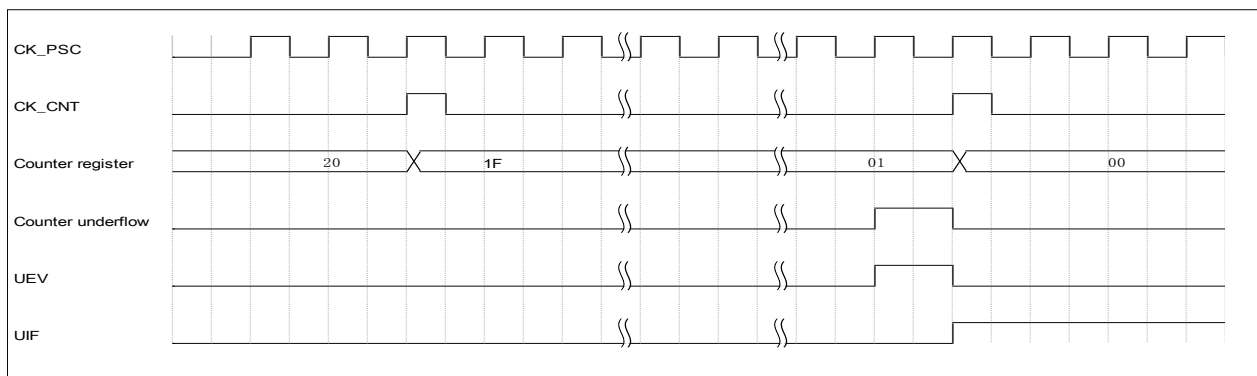 CK_PSC
CK_CNT
Counter register 20 1F 01 00
Counter underflow
UEV
UIF